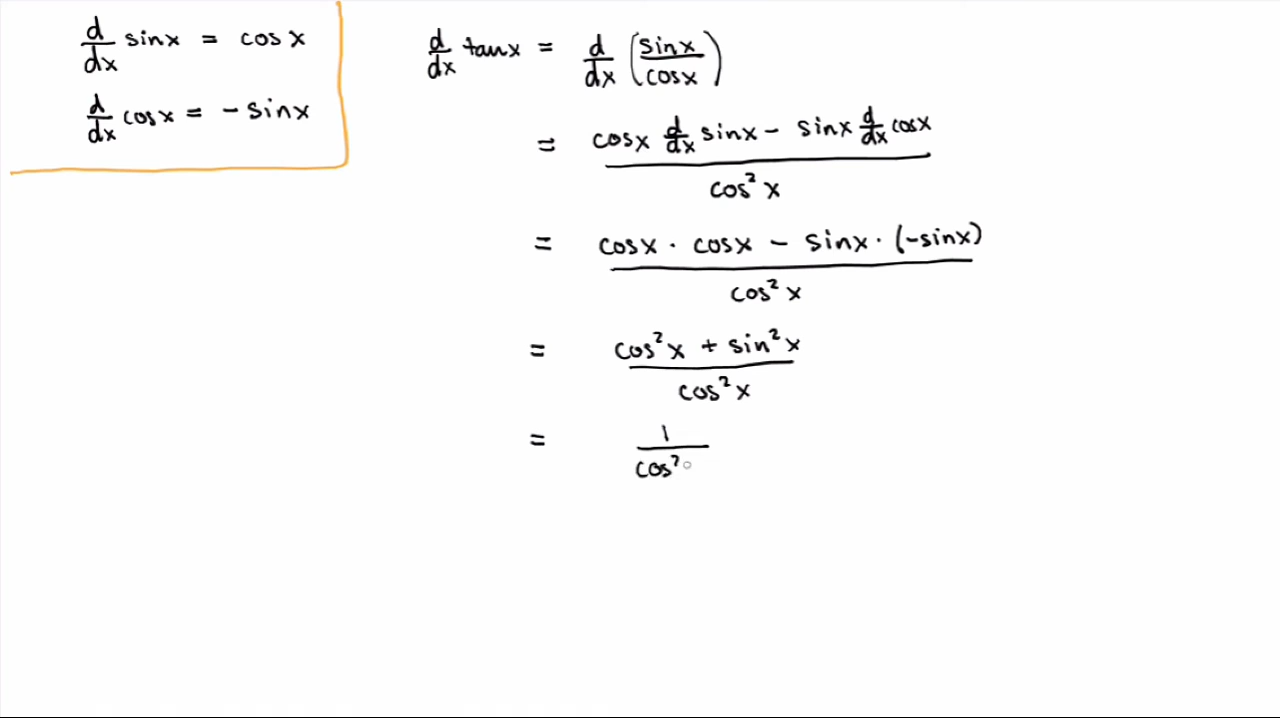 d/dx sinx = cosx
d/dx cosx = -sinx
d/dx tanx = d/dx (sinx/cosx)
= (cosx d/dx sinx - sinx d/dx cosx)/cos²x
= (cosx · cosx - sinx · (-sinx))/cos²x
= (cos²x + sin²x)/cos²x
= 1/cos²